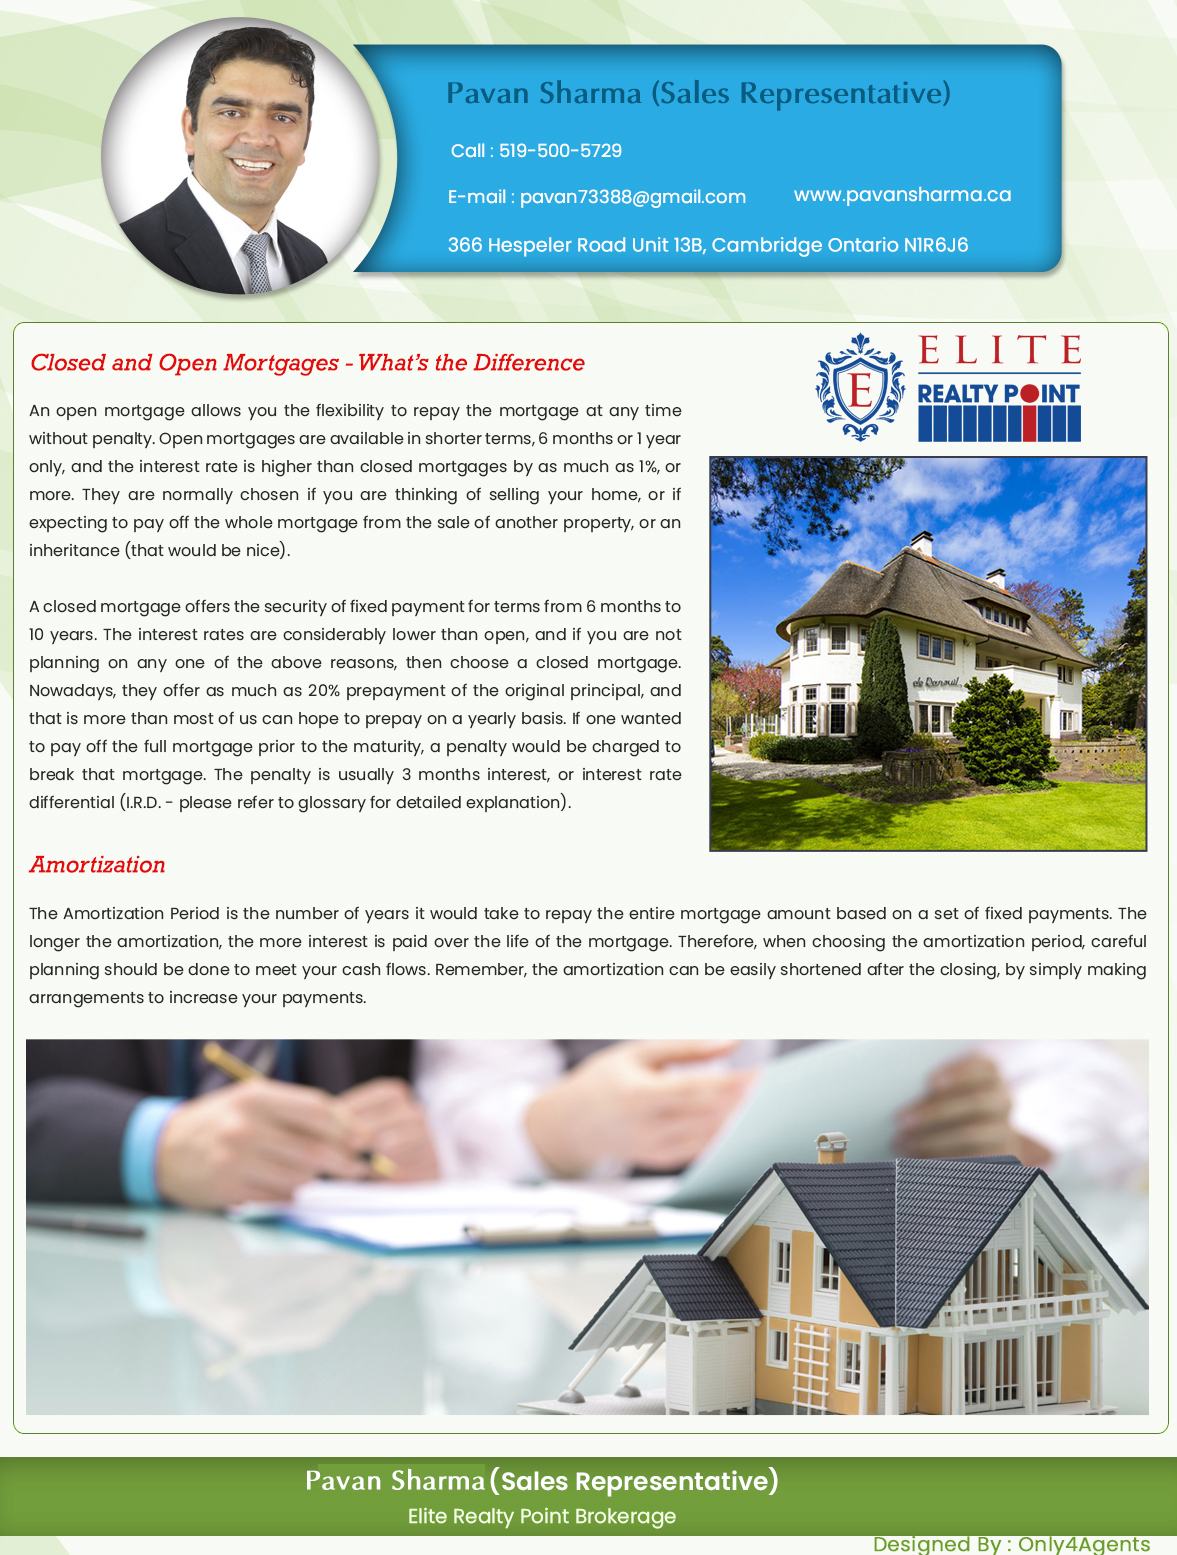 Pavan Sharma (Sales Representative)
Call : 519-500-5729
E-mail : pavan73388@gmail.com www.pavansharma.ca
366 Hespeler Road Unit 13B, Cambridge Ontario N1R6J6
E
ELITE
REALTY POINT
Closed and Open Mortgages - What's the Difference
An open mortgage allows you the flexibility to repay the mortgage at any time
without penalty. Open mortgages are available in shorter terms, 6 months or 1 year
only, and the interest rate is higher than closed mortgages by as much as 1%, or
more. They are normally chosen if you are thinking of selling your home, or if
expecting to pay off the whole mortgage from the sale of another property, or an
inheritance (that would be nice).
A closed mortgage offers the security of fixed payment for terms from 6 months to
10 years. The interest rates are considerably lower than open, and if you are not
planning on any one of the above reasons, then choose a closed mortgage.
Nowadays, they offer as much as 20% prepayment of the original principal, and
that is more than most of us can hope to prepay on a yearly basis. If one wanted
to pay off the full mortgage prior to the maturity, a penalty would be charged to
break that mortgage. The penalty is usually 3 months interest, or interest rate
differential (I.R.D. - please refer to glossary for detailed explanation).
Amortization
The Amortization Period is the number of years it would take to repay the entire mortgage amount based on a set of fixed payments. The
longer the amortization, the more interest is paid over the life of the mortgage. Therefore, when choosing the amortization period, careful
planning should be done to meet your cash flows. Remember, the amortization can be easily shortened after the closing, by simply making
arrangements to increase your payments.
Pavan Sharma (Sales Representative)
Elite Realty Point Brokerage
Designed By : Only4Agents